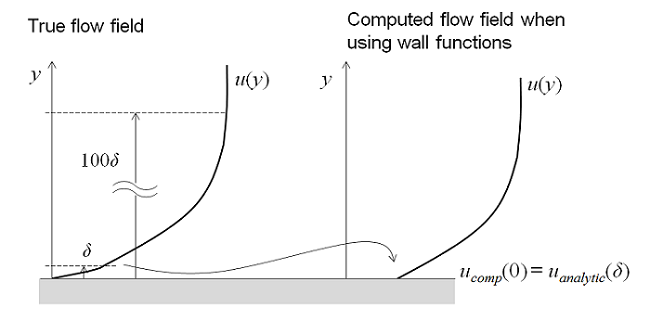 True flow field
Computed flow field when
using wall functions
y
u(y)
y
u(y)
100δ
δ
u_comp(0) = u_analytic(δ)